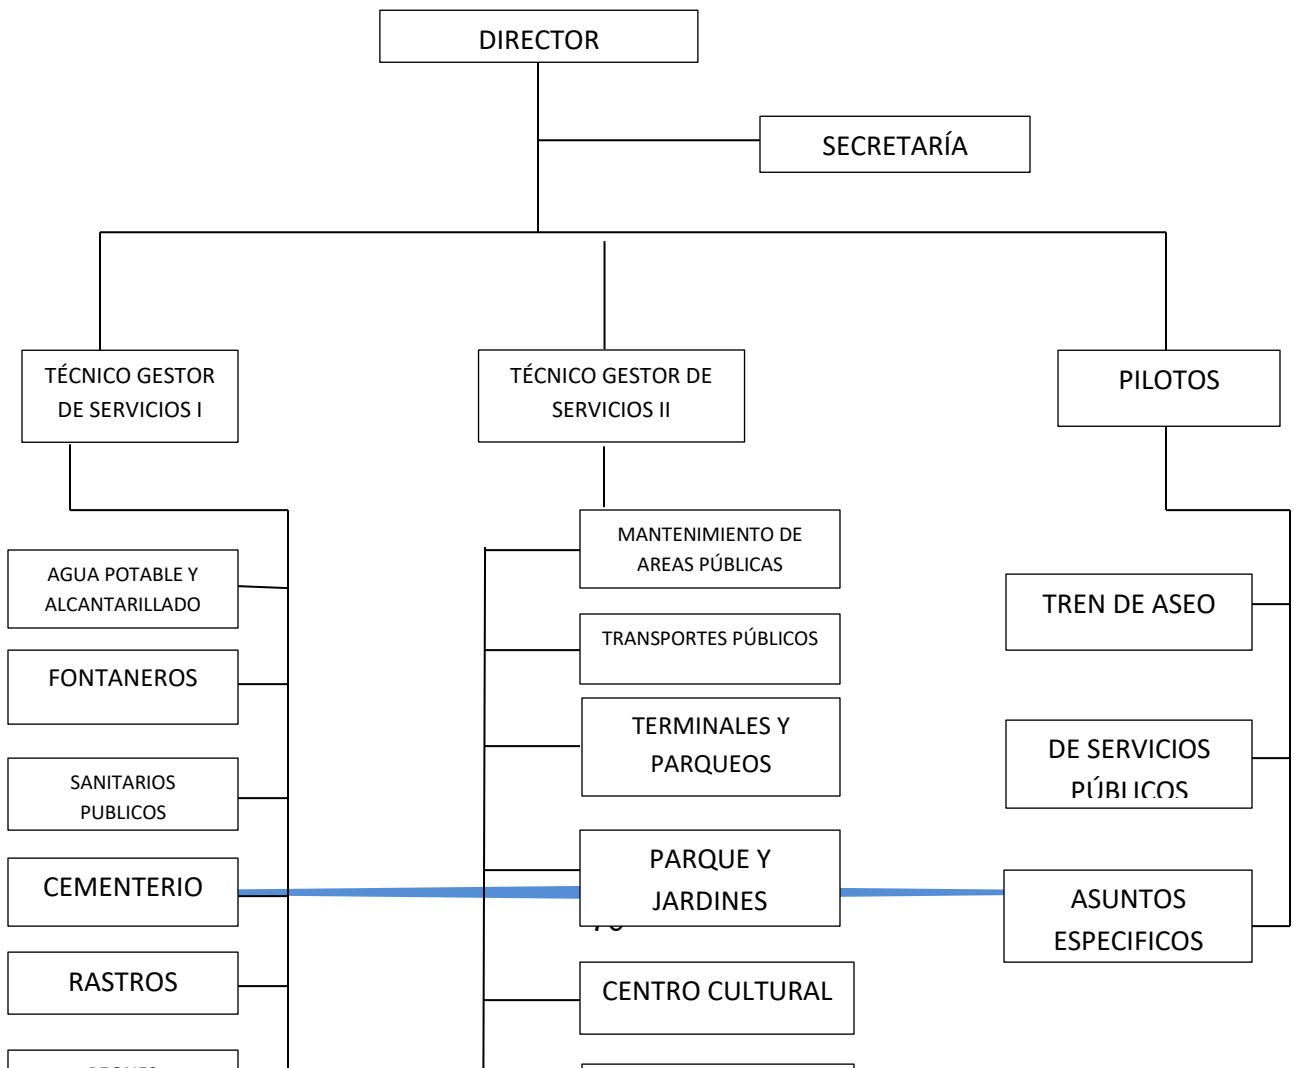 DIRECTOR
SECRETARÍA
TÉCNICO GESTOR
DE SERVICIOS I
TÉCNICO GESTOR DE
SERVICIOS II
PILOTOS
AGUA POTABLE Y
ALCANTARILLADO
FONTANEROS
SANITARIOS
PUBLICOS
CEMENTERIO
RASTROS
MANTENIMIENTO DE
AREAS PÚBLICAS
TRANSPORTES PÚBLICOS
TERMINALES Y
PARQUEOS
PARQUE Y
JARDINES
CENTRO CULTURAL
TREN DE ASEO
DE SERVICIOS
PÚBLICOS
ASUNTOS
ESPECIFICOS